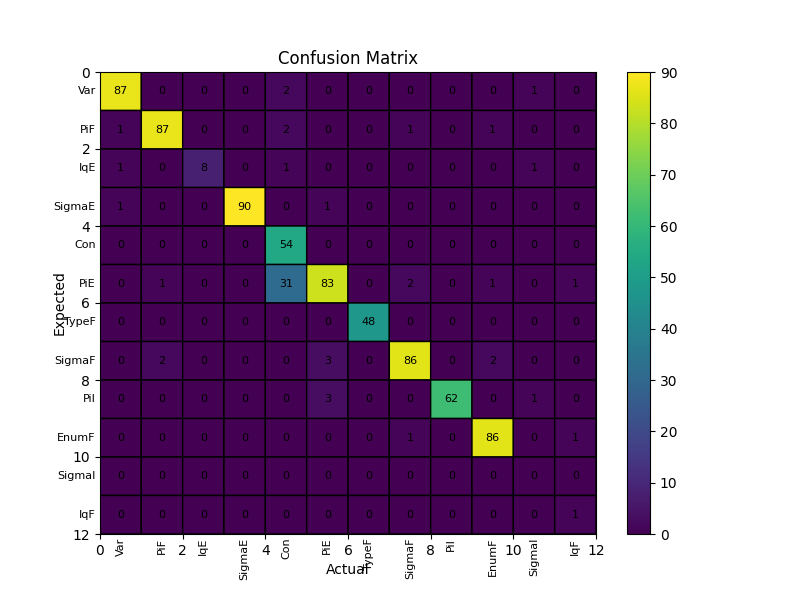 Confusion Matrix
0 90
Var 87 0 0 0 2 0 0 0 0 0 1 0
80
PiF 1 87 0 0 2 0 0 1 0 1 0 0
2
70
IqE 1 0 8 0 1 0 0 0 0 0 1 0
60
SigmaE 1 0 0 90 0 1 0 0 0 0 0 0
4
Con 0 0 0 0 54 0 0 0 0 0 0 0
50
PiE 0 1 0 0 31 83 0 2 0 1 0 1
6
40
Expected
TypeF 0 0 0 0 0 0 48 0 0 0 0 0
30
SigmaF 0 2 0 0 0 3 0 86 0 2 0 0
8
20
PiI 0 0 0 0 0 3 0 0 62 0 1 0
EnumF 0 0 0 0 0 0 0 1 0 86 0 1
10
10
SigmaI 0 0 0 0 0 0 0 0 0 0 0 0
IqF 0 0 0 0 0 0 0 0 0 0 0 1
12 0
0 2 4 6 8 10 12
Var PiF IqE SigmaE Con PiE TypeF SigmaF PiI EnumF SigmaI IqF
Actual